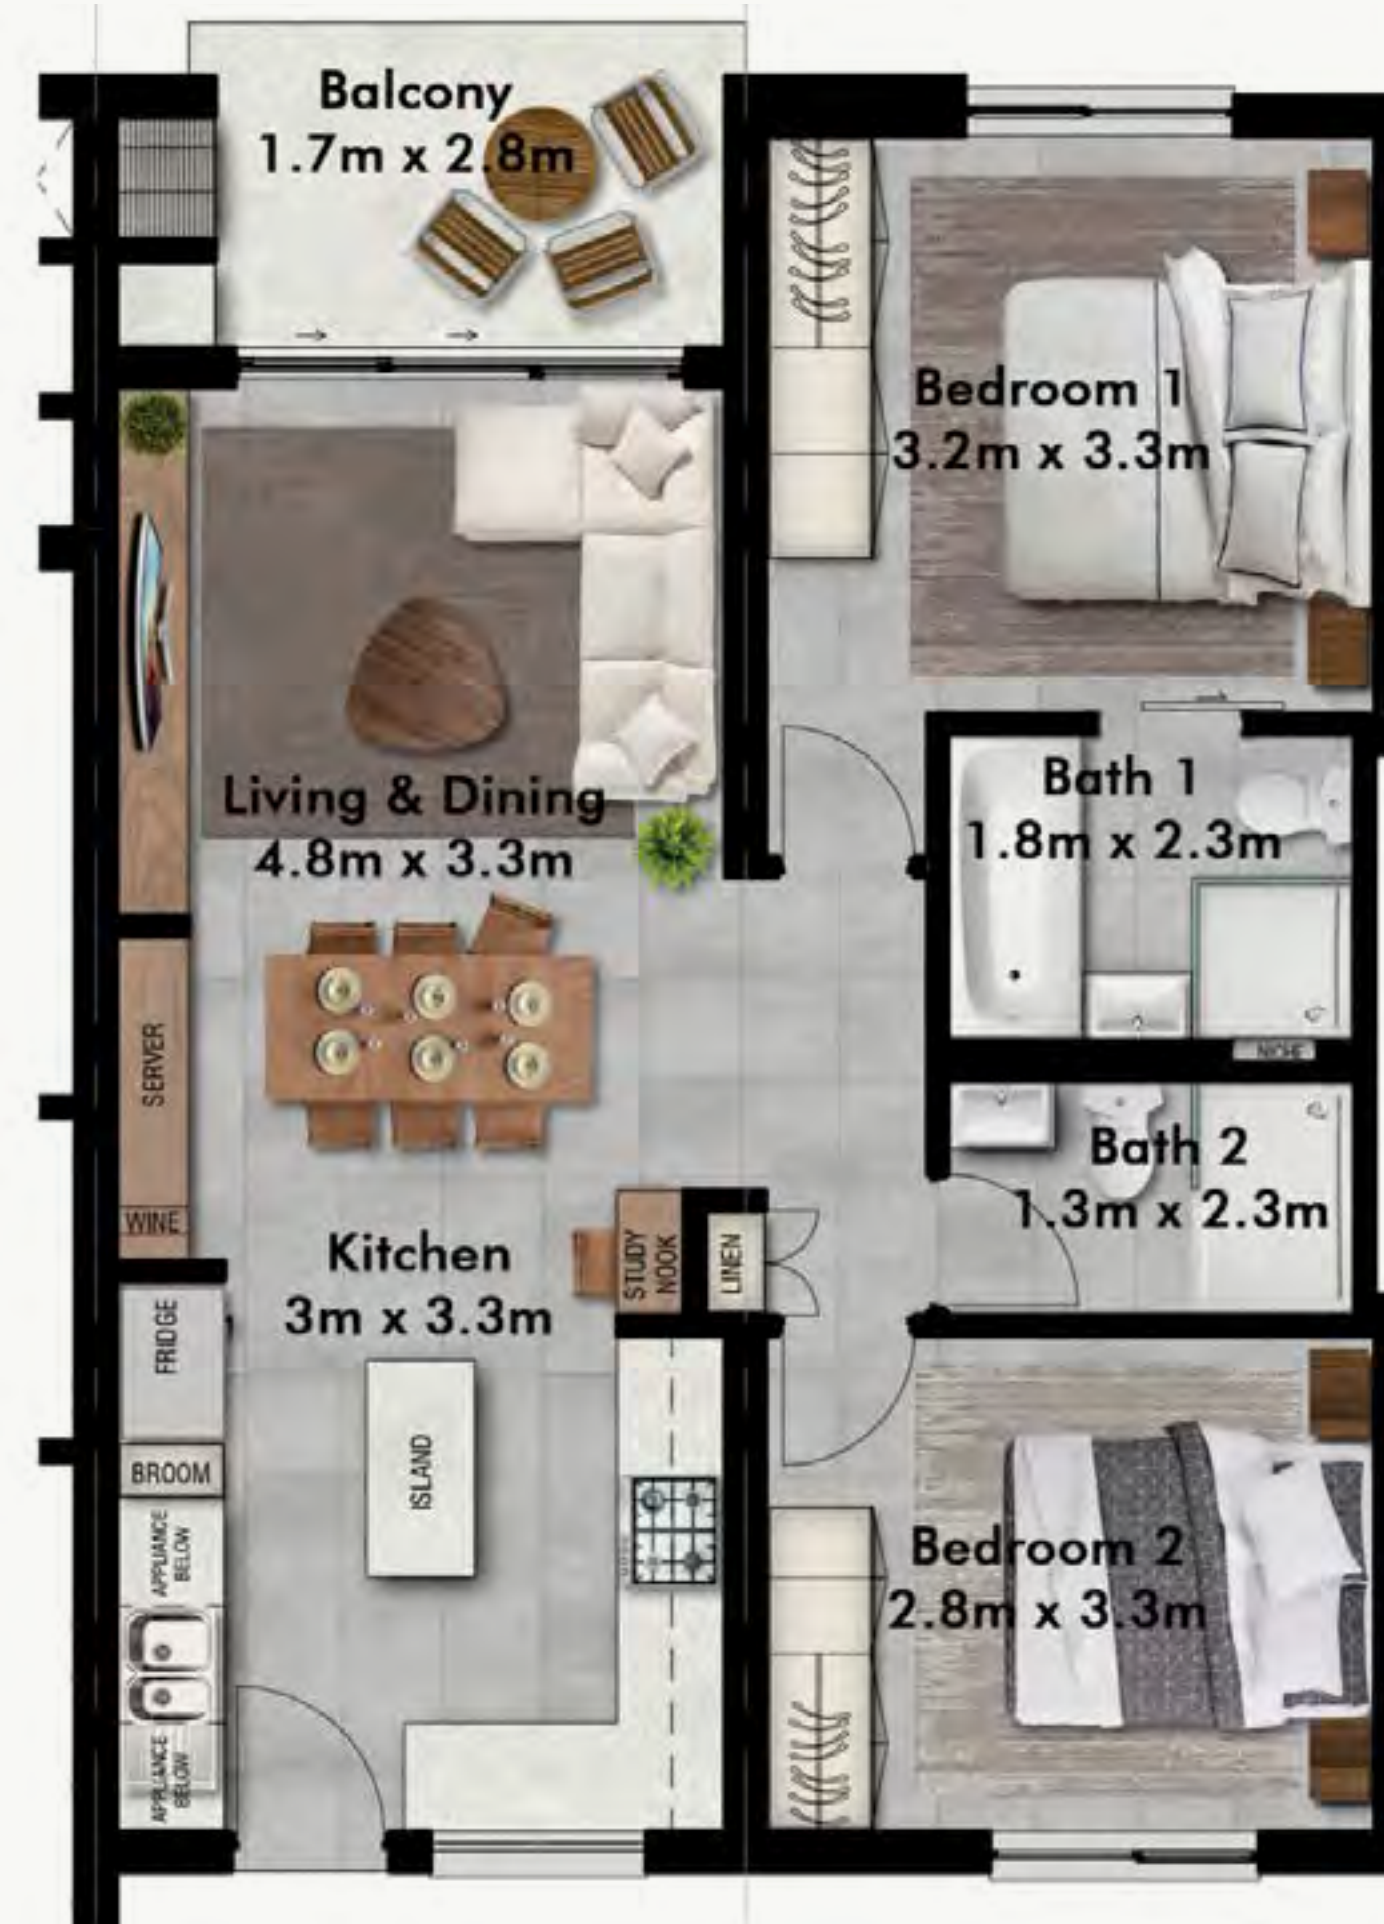 Balcony
1.7m x 2.8m
Bedroom 1
3.2m x 3.3m
Living & Dining
4.8m x 3.3m
Bath 1
1.8m x 2.3m
NICHE
SERVER
WINE
Bath 2
1.3m x 2.3m
Kitchen
3m x 3.3m
STUDY
NOOK
LINEN
FRIDGE
BROOM
ISLAND
APPLIANCE
BELOW
Bedroom 2
2.8m x 3.3m
APPLIANCE
BELOW